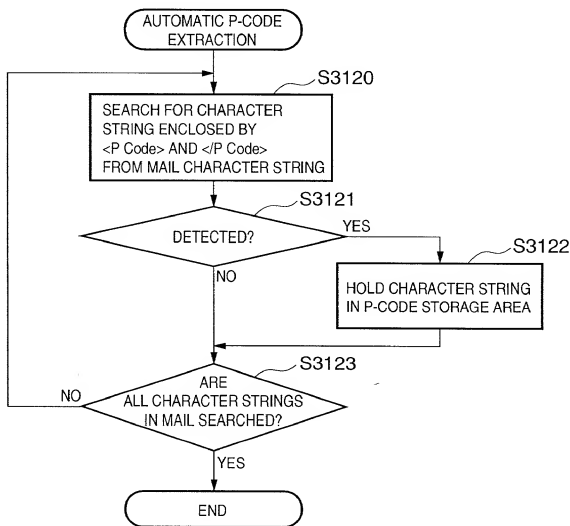 AUTOMATIC P-CODE
EXTRACTION
S3120
SEARCH FOR CHARACTER
STRING ENCLOSED BY
<P Code> AND </P Code>
FROM MAIL CHARACTER STRING
S3121
DETECTED?
YES
NO
S3122
HOLD CHARACTER STRING
IN P-CODE STORAGE AREA
S3123
ARE
ALL CHARACTER STRINGS
IN MAIL SEARCHED?
NO
YES
END